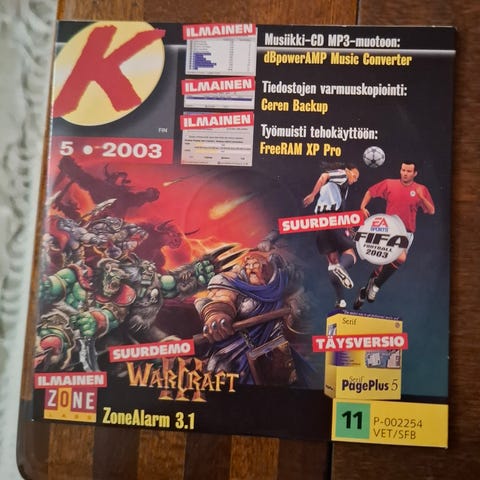 K
FIN
5 • 2003
ILMAINEN
Musiikki-CD MP3-muotoon:
dBpowerAMP Music Converter
ILMAINEN
Tiedostojen varmuuskopiointi:
Ceren Backup
ILMAINEN
Työmuisti tehokäyttöön:
FreeRAM XP Pro
SUURDEMO
EA
SPORTS
FIFA
FOOTBALL
2003
SUURDEMO
WARCRAFT
III
ILMAINEN
ZONE
LABS
ZoneAlarm 3.1
Serif
TÄYSVERSIO
Serif
PagePlus 5
11
P-002254
VET/SFB